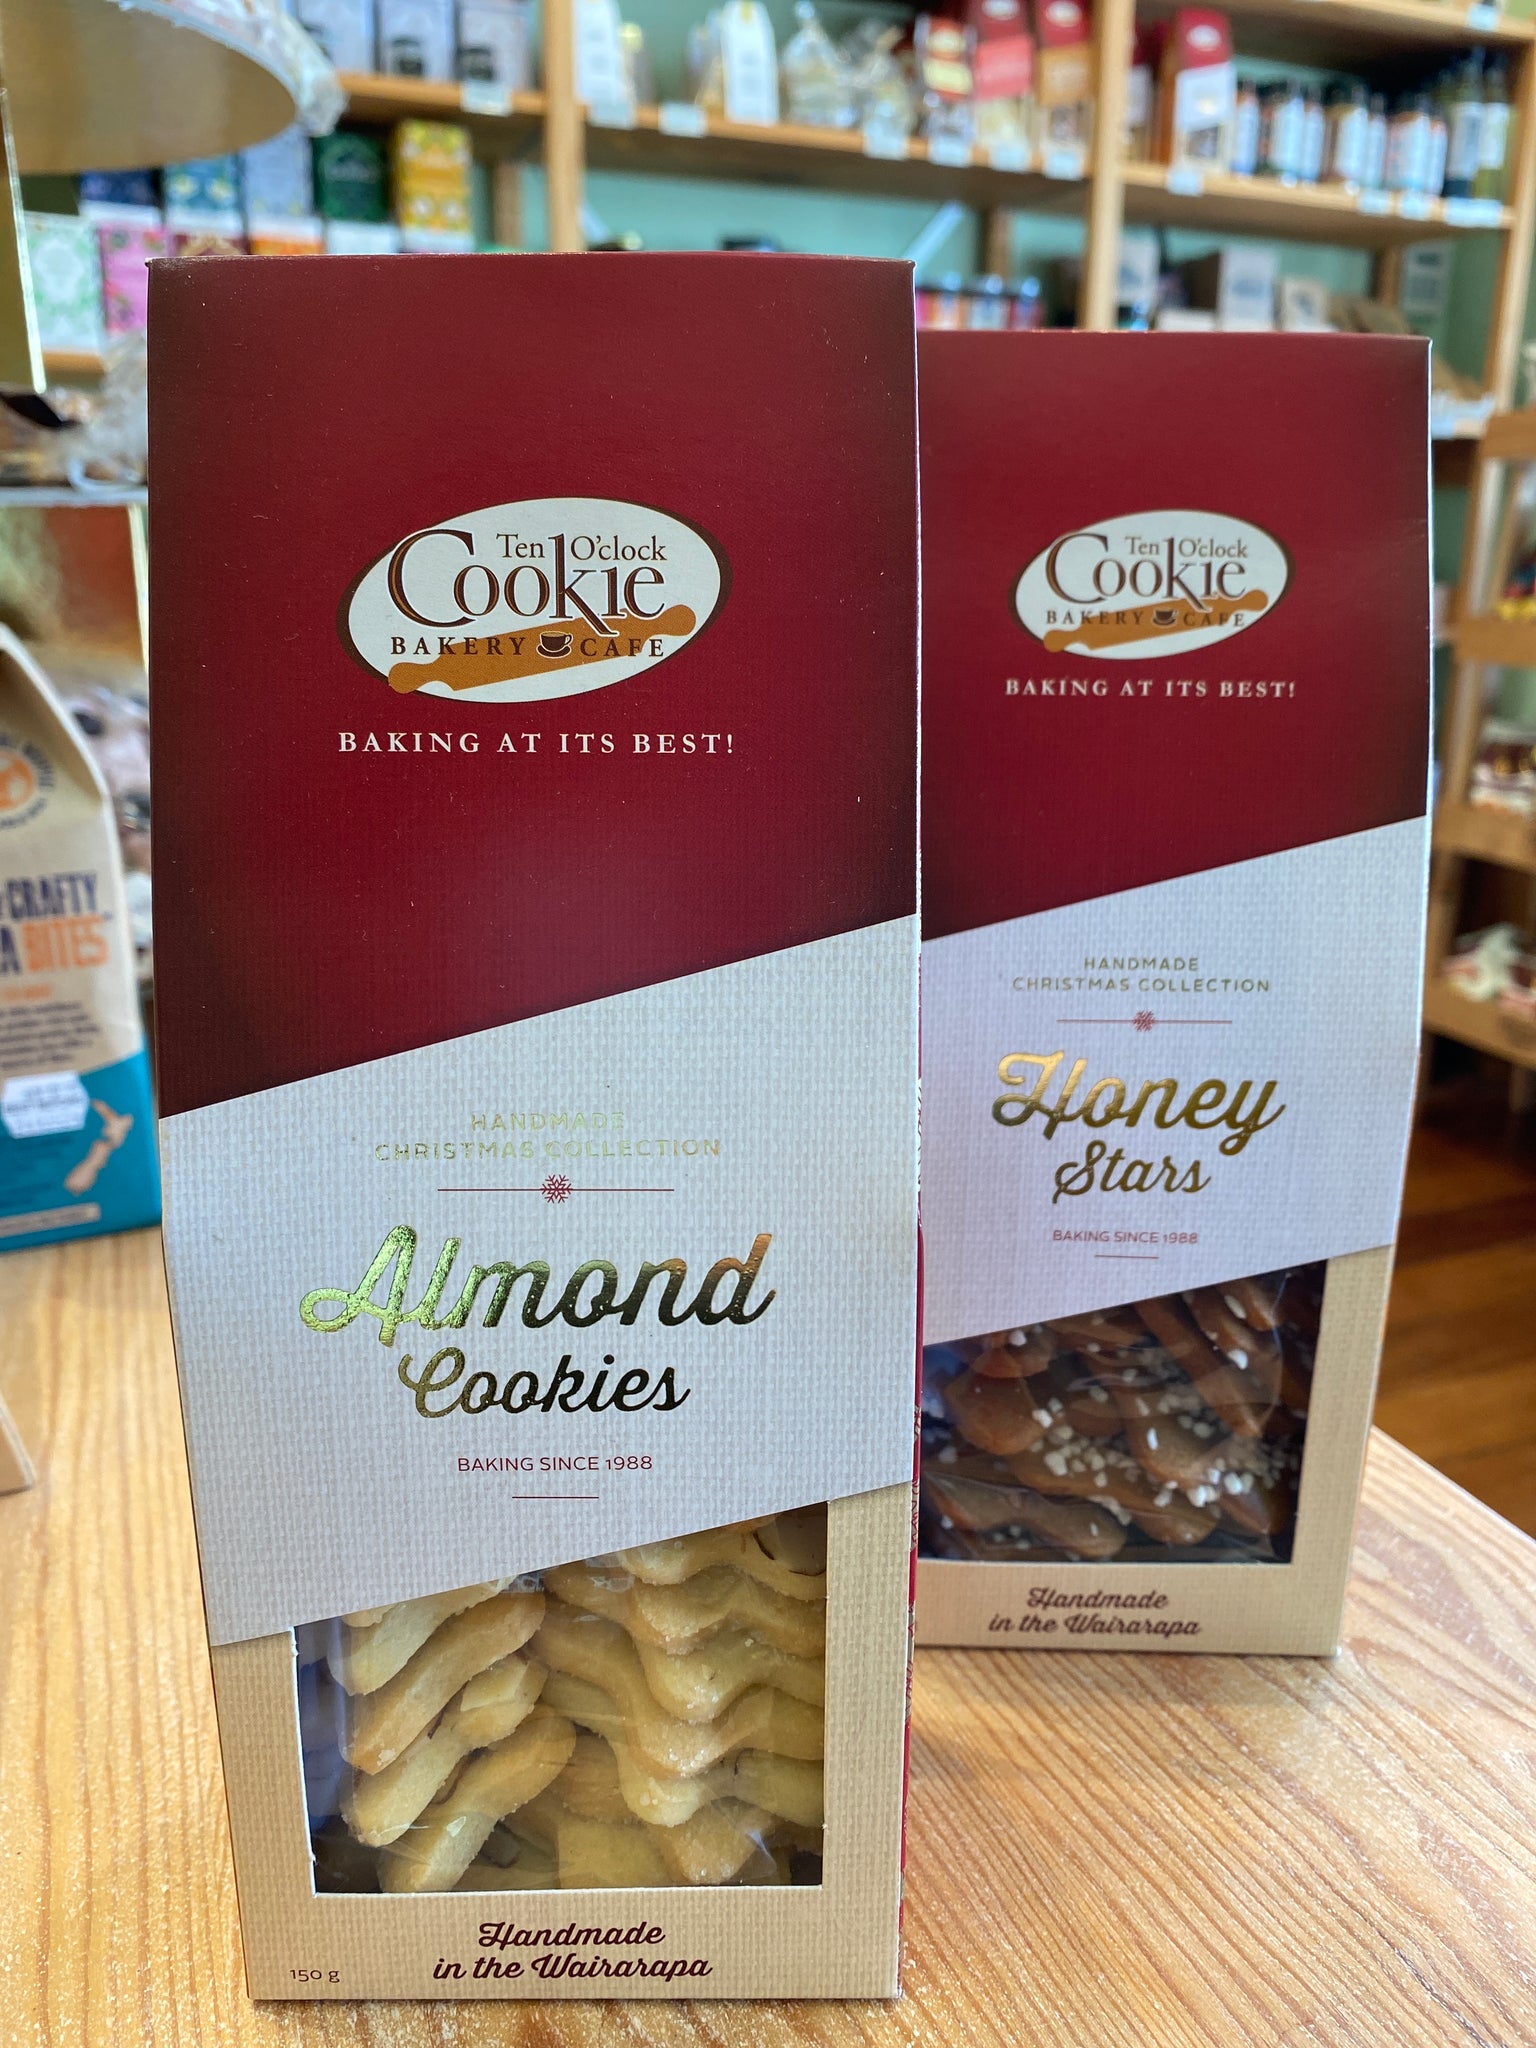 Ten O'clock
Cookie
BAKERY CAFE
BAKING AT ITS BEST!
HANDMADE
CHRISTMAS COLLECTION
Almond
Cookies
BAKING SINCE 1988
Handmade
in the Wairarapa
150 g
Ten O'clock
Cookie
BAKERY CAFE
BAKING AT ITS BEST!
HANDMADE
CHRISTMAS COLLECTION
Honey
Stars
BAKING SINCE 1988
Handmade
in the Wairarapa
CRAFTY
BITES